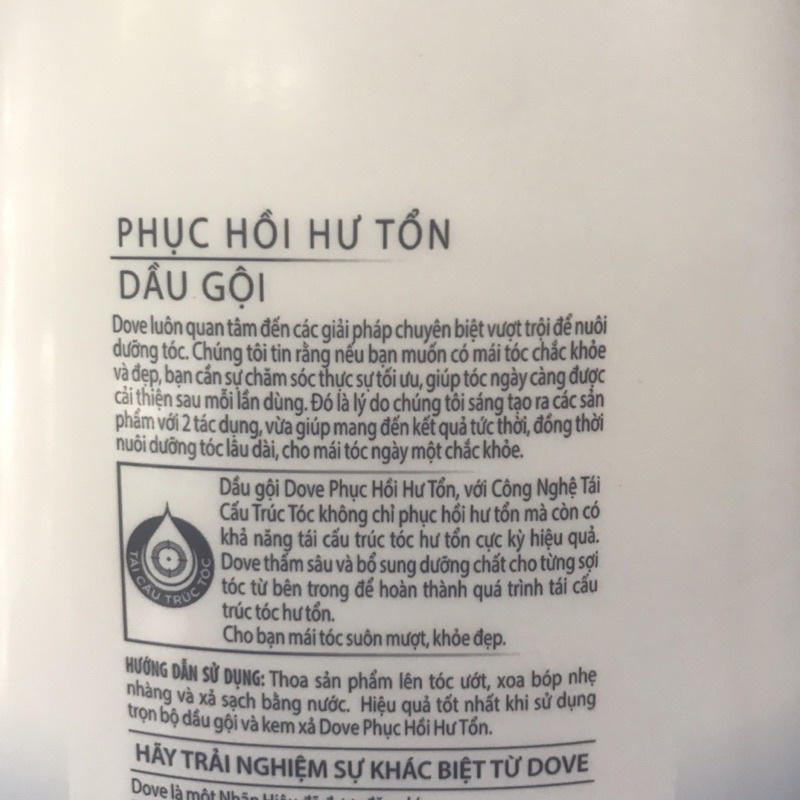 PHỤC HỒI HƯ TỔN
DẦU GỘI
Dove luôn quan tâm đến các giải pháp chuyên biệt vượt trội để nuôi
dưỡng tóc. Chúng tôi tin rằng nếu bạn muốn có mái tóc chắc khỏe
và đẹp, bạn cần sự chăm sóc thực sự tối ưu, giúp tóc ngày càng được
cải thiện sau mỗi lần dùng. Đó là lý do chúng tôi sáng tạo ra các sản
phẩm với 2 tác dụng, vừa giúp mang đến kết quả tức thời, đồng thời
nuôi dưỡng tóc lâu dài, cho mái tóc ngày một chắc khỏe.
Dầu gội Dove Phục Hồi Hư Tổn, với Công Nghệ Tái
Cấu Trúc Tóc không chỉ phục hồi hư tổn mà còn có
khả năng tái cấu trúc tóc hư tổn cực kỳ hiệu quả.
Dove thấm sâu và bổ sung dưỡng chất cho từng sợi
tóc từ bên trong để hoàn thành quá trình tái cấu
trúc tóc hư tổn.
Cho bạn mái tóc suôn mượt, khỏe đẹp.
TÁI CẤU TRÚC TÓC
HƯỚNG DẪN SỬ DỤNG: Thoa sản phẩm lên tóc ướt, xoa bóp nhẹ
nhàng và xả sạch bằng nước. Hiệu quả tốt nhất khi sử dụng
trọn bộ dầu gội và kem xả Dove Phục Hồi Hư Tổn.
HÃY TRẢI NGHIỆM SỰ KHÁC BIỆT TỪ DOVE
Dove là một Nhãn Hiệu